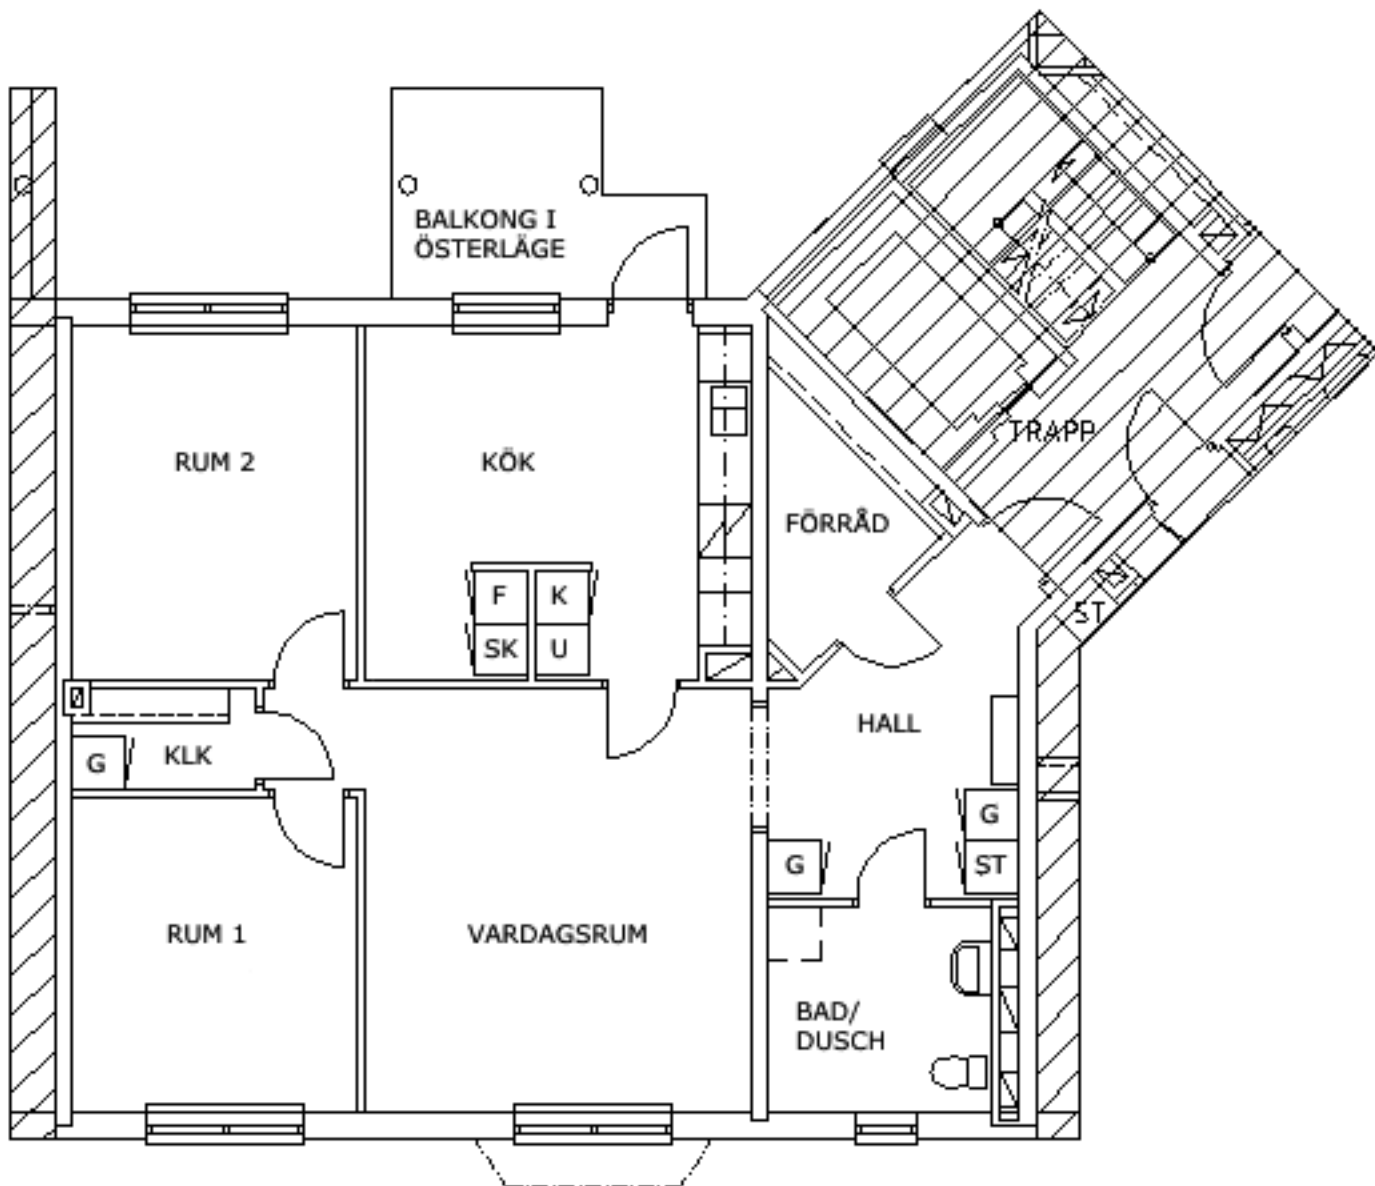 BALKONG I
ÖSTERLÄGE
TRAPP
RUM 2
KÖK
FÖRRÅD
F
K
SK
U
ST
HALL
KLK
G
G
G
ST
RUM 1
VARDAGSRUM
BAD/
DUSCH